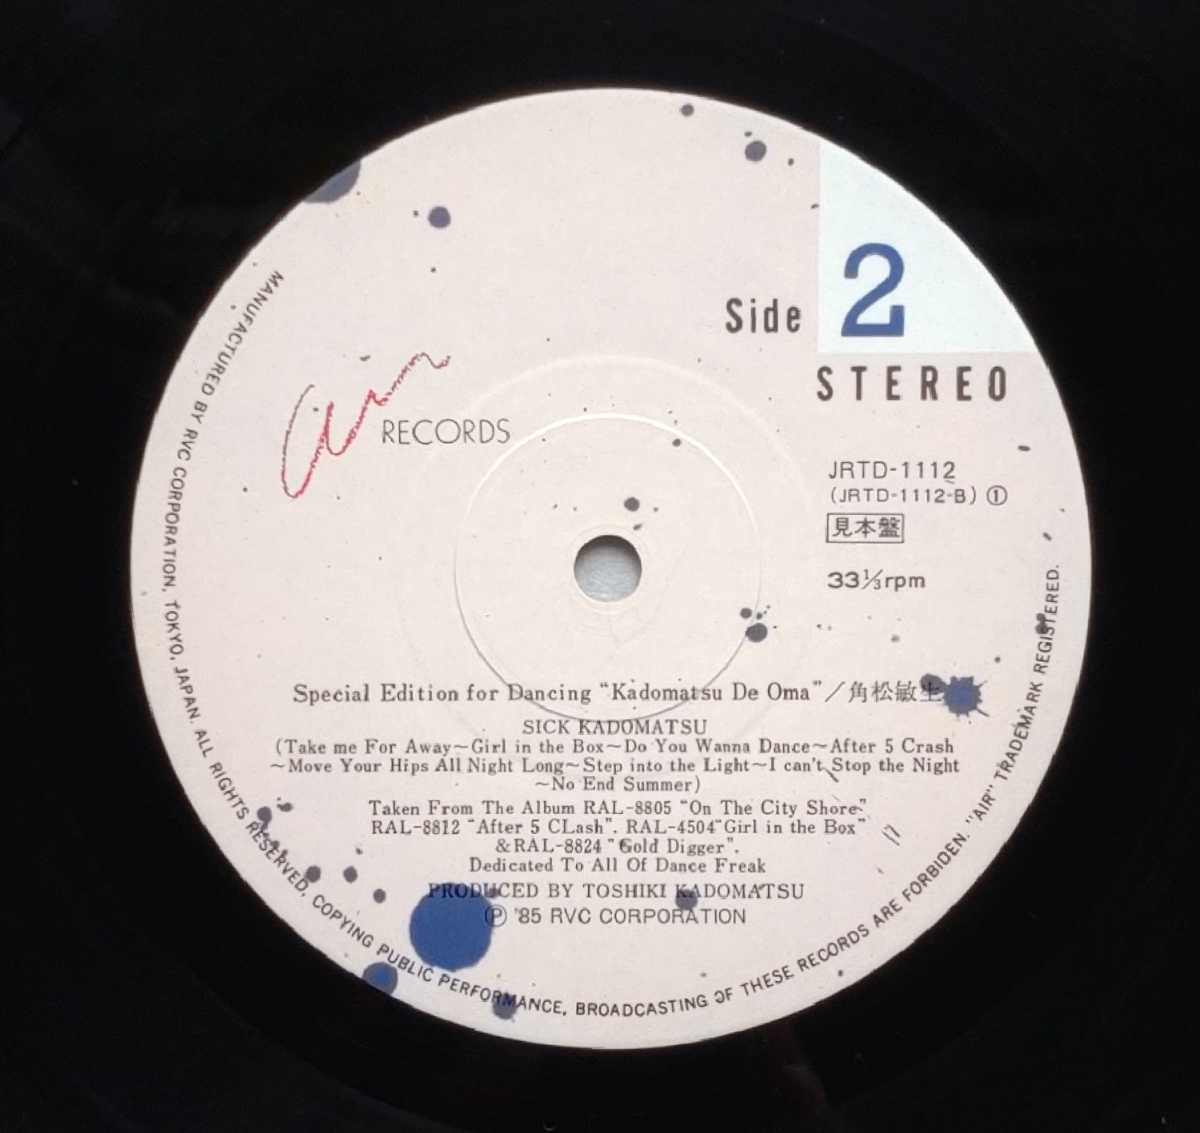 Side 2
STEREO
Air RECORDS
JRTD-1112
(JRTD-1112-B) ①
見本盤
33⅓rpm
Special Edition for Dancing "Kadomatsu De Oma"/角松敏生
SICK KADOMATSU
(Take me For Away~Girl in the Box~Do You Wanna Dance~After 5 Crash
~Move Your Hips All Night Long~Step into the Light~I can't Stop the Night
~No End Summer)
Taken From The Album RAL-8805 "On The City Shore"
RAL-8812 "After 5 CLash". RAL-4504"Girl in the Box"
&RAL-8824 "Gold Digger".
Dedicated To All Of Dance Freak
PRODUCED BY TOSHIKI KADOMATSU
Ⓟ '85 RVC CORPORATION
MANUFACTURED BY RVC CORPORATION, TOKYO, JAPAN. ALL RIGHTS RESERVED, COPYING PUBLIC PERFORMANCE, BROADCASTING OF THESE RECORDS ARE FORBIDEN. "AIR" TRADEMARK REGISTERED.